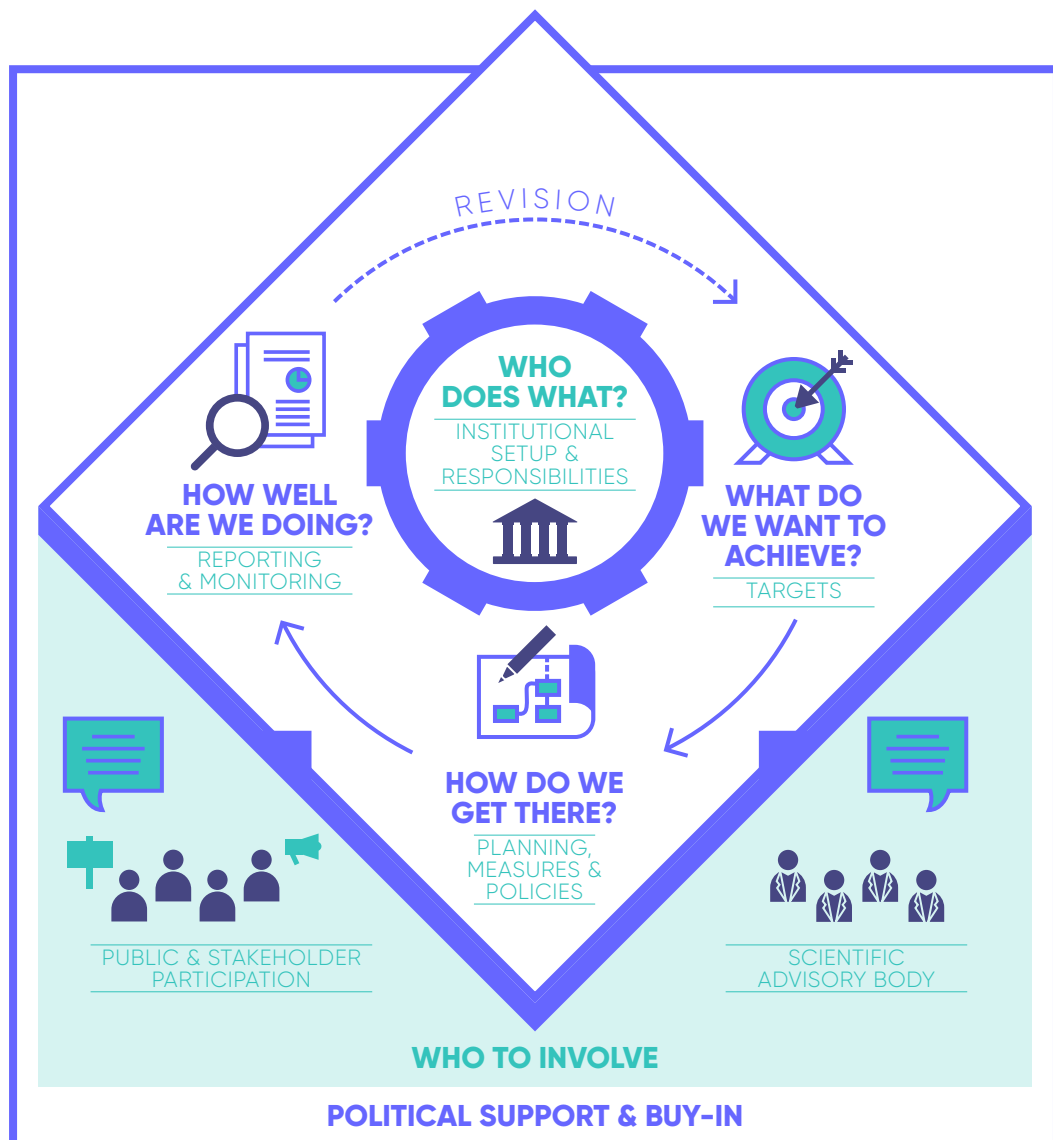 REVISION
WHO
DOES WHAT?
INSTITUTIONAL
SETUP &
RESPONSIBILITIES
HOW WELL
ARE WE DOING?
REPORTING
& MONITORING
WHAT DO
WE WANT TO
ACHIEVE?
TARGETS
HOW DO WE
GET THERE?
PLANNING,
MEASURES &
POLICIES
PUBLIC & STAKEHOLDER
PARTICIPATION
SCIENTIFIC
ADVISORY BODY
WHO TO INVOLVE
POLITICAL SUPPORT & BUY-IN